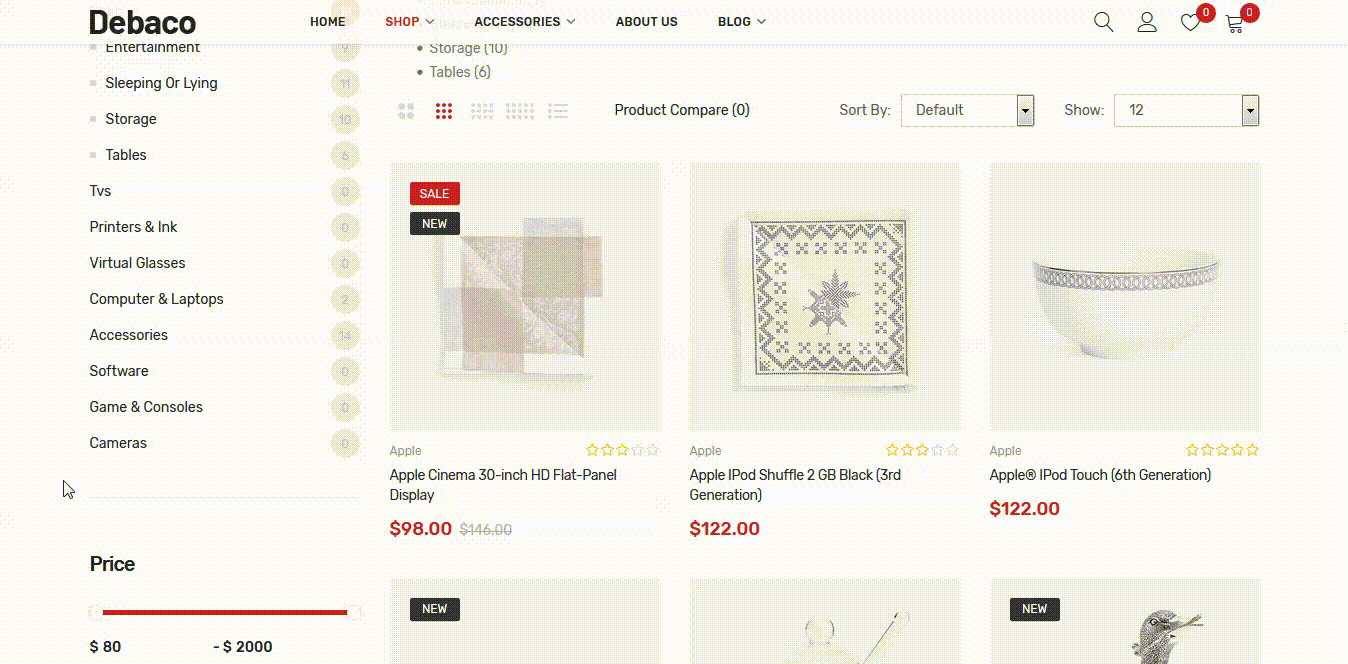 Debaco
HOME
SHOP
ACCESSORIES
ABOUT US
BLOG
0
0
Entertainment
9
Sleeping Or Lying
11
Storage
10
Tables
6
Tvs
0
Printers & Ink
0
Virtual Glasses
0
Computer & Laptops
2
Accessories
14
Software
0
Game & Consoles
0
Cameras
0
Price
$ 80
- $ 2000
Storage (10)
Tables (6)
Product Compare (0)
Sort By:
Default
Show:
12
SALE
NEW
Apple
Apple Cinema 30-inch HD Flat-Panel
Display
$98.00 $146.00
Apple
Apple IPod Shuffle 2 GB Black (3rd
Generation)
$122.00
Apple
Apple® IPod Touch (6th Generation)
$122.00
NEW
NEW